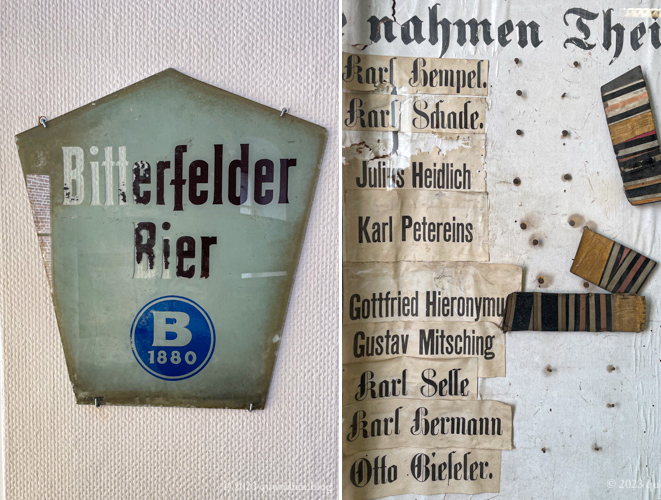 Bitterfelder
Bier
B
1880
nahmen Thei
Karl Hempel.
Karl Schade.
Julius Heidlich
Karl Petereins
Gottfried Hieronymu
Gustav Mitsching
Karl Selle
Karl Hermann
Otto Gieseler.
© 2023